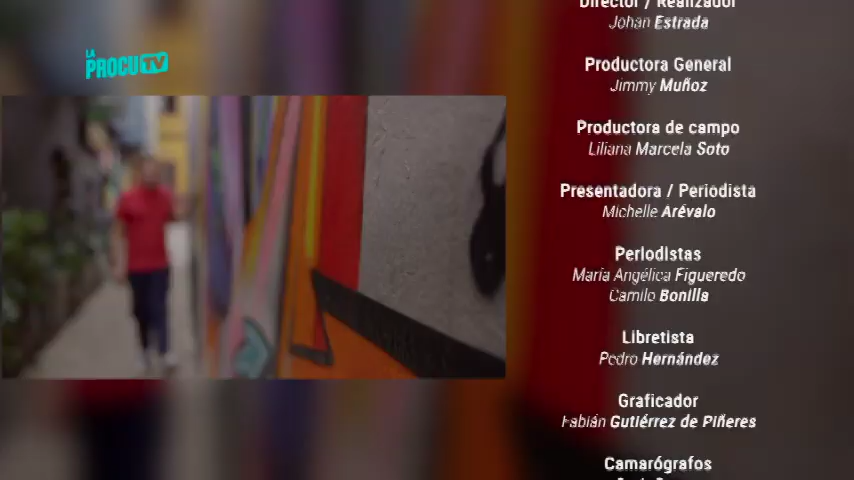 LA
PROCU TV
Director / Realizador
Johan Estrada
Productora General
Jimmy Muñoz
Productora de campo
Liliana Marcela Soto
Presentadora / Periodista
Michelle Arévalo
Periodistas
María Angélica Figueredo
Camilo Bonilla
Libretista
Pedro Hernández
Graficador
Fabián Gutiérrez de Piñeres
Camarógrafos